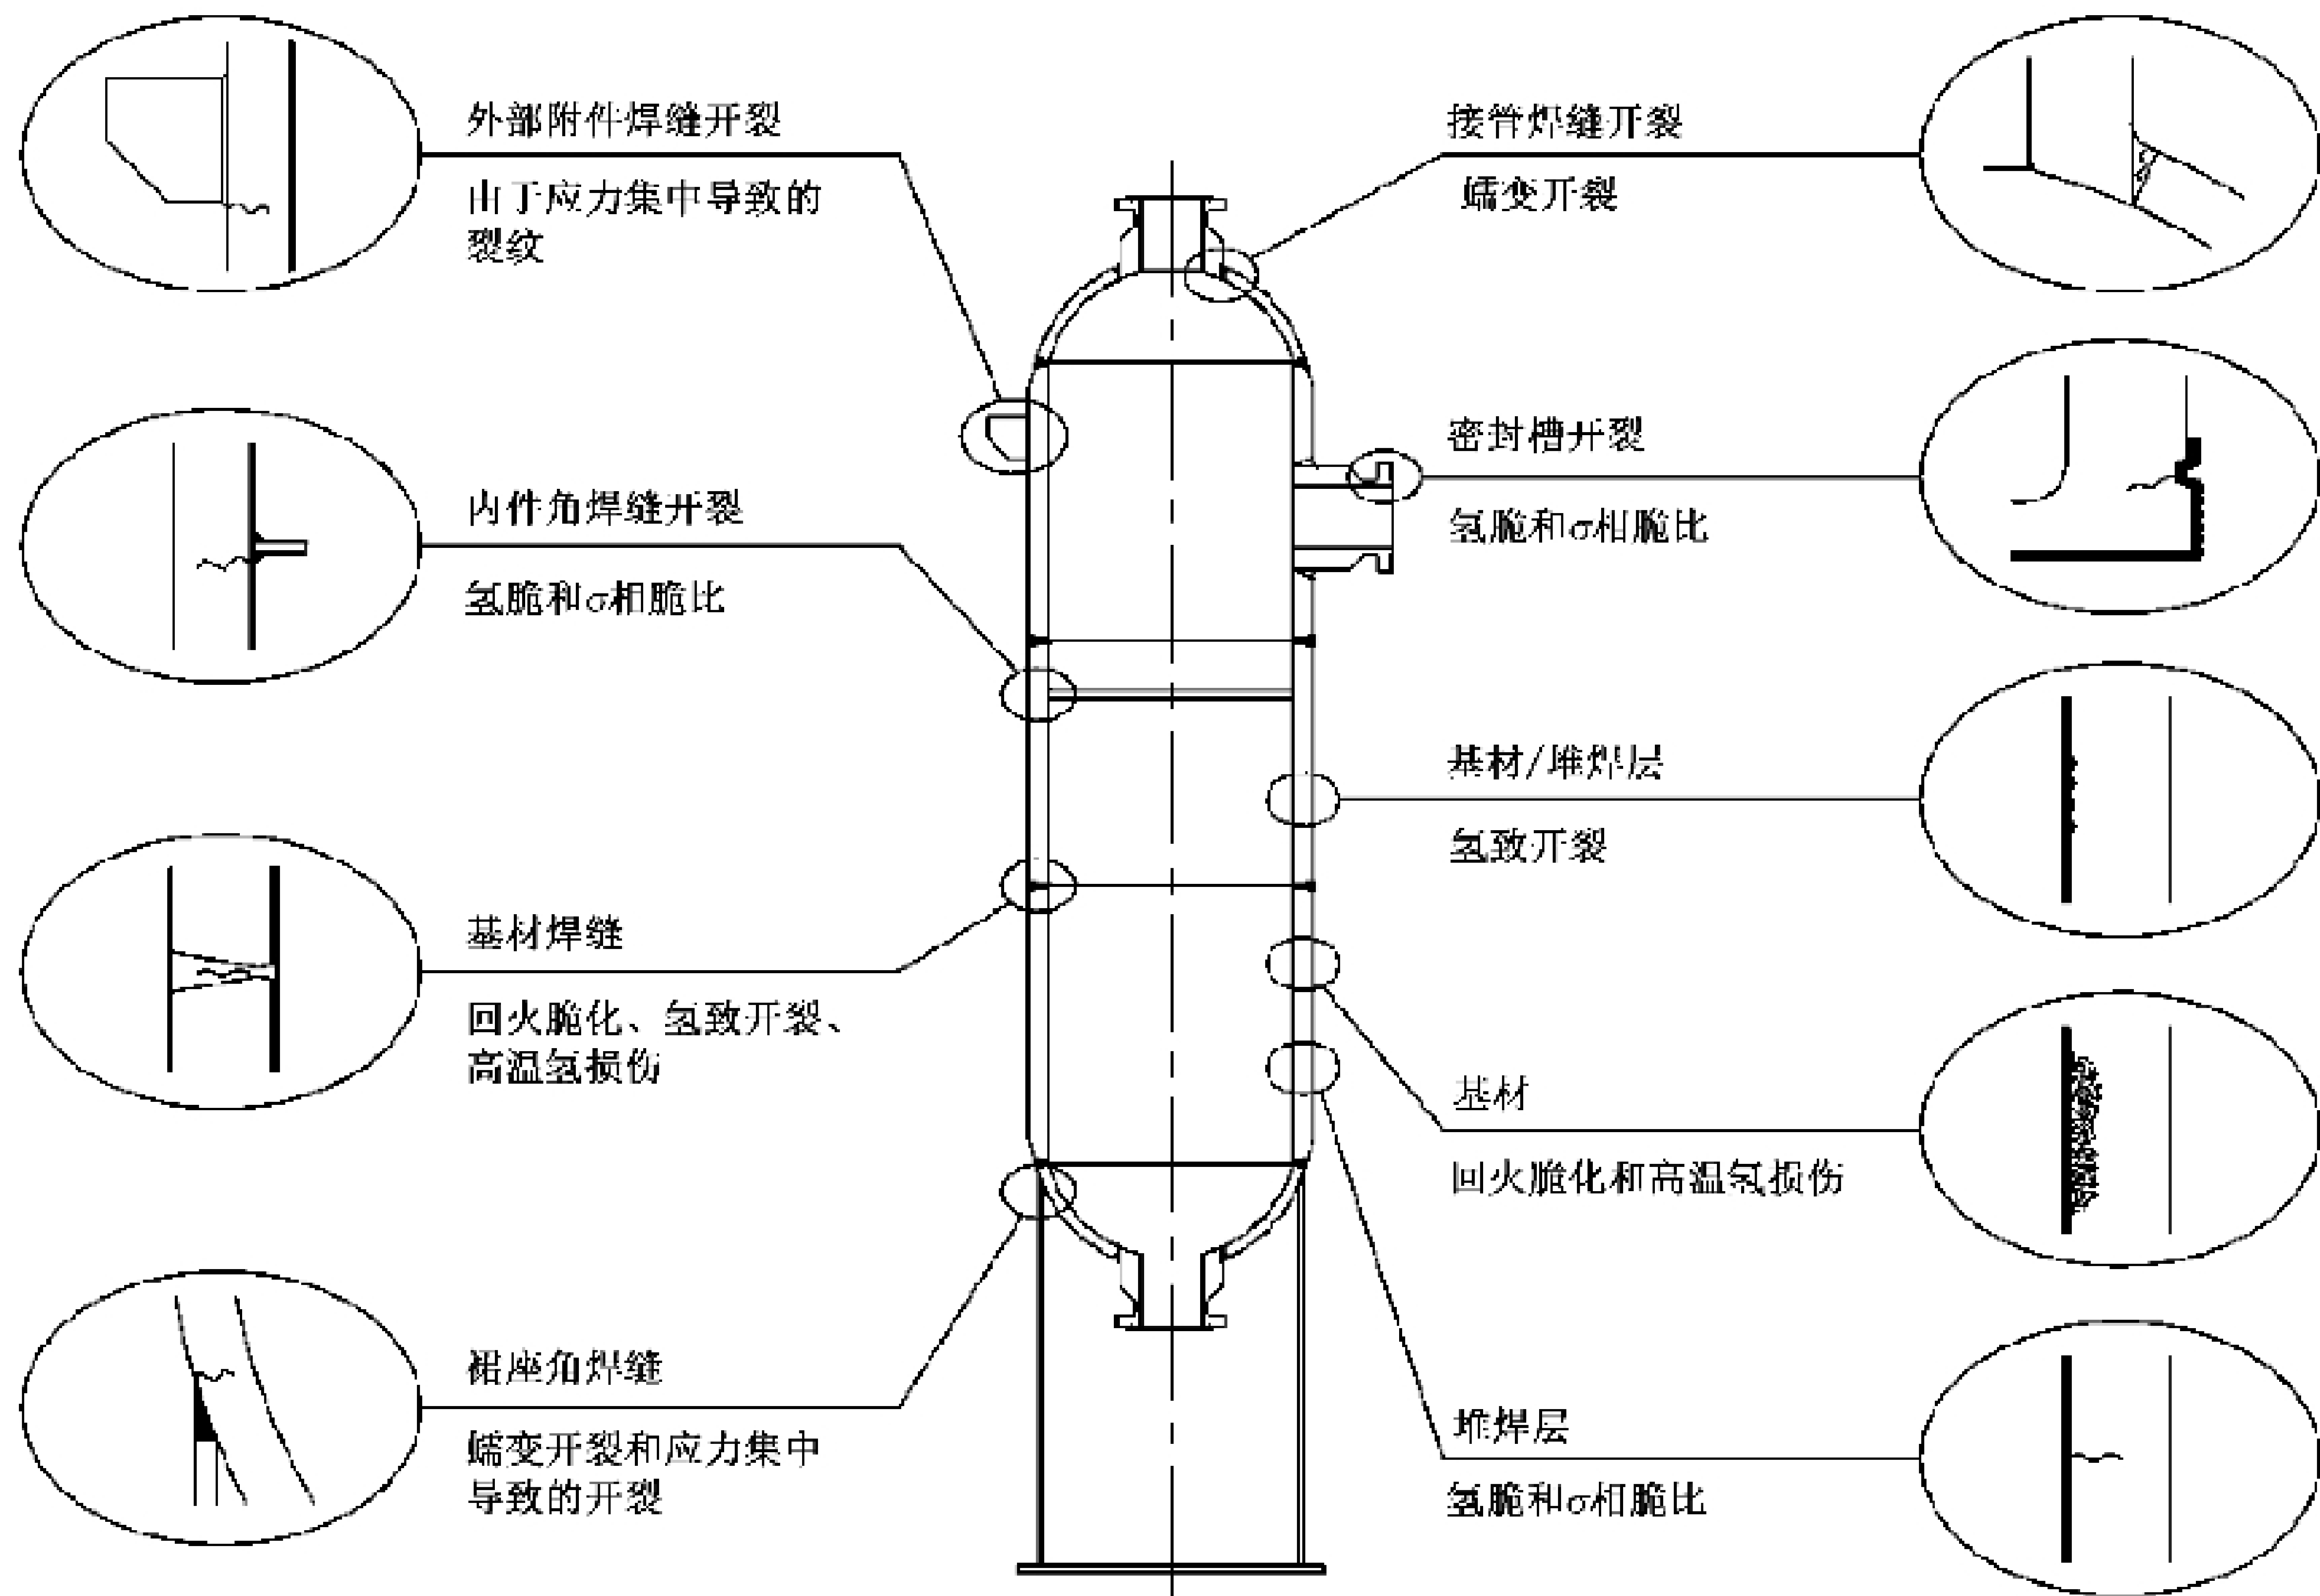 外部附件焊缝开裂
由于应力集中导致的
裂纹
内件角焊缝开裂
氢脆和σ相脆比
基材焊缝
回火脆化、氢致开裂、
高温氢损伤
裙座角焊缝
蠕变开裂和应力集中
导致的开裂
接管焊缝开裂
蠕变开裂
密封槽开裂
氢脆和σ相脆比
基材/堆焊层
氢致开裂
基材
回火脆化和高温氢损伤
堆焊层
氢脆和σ相脆比